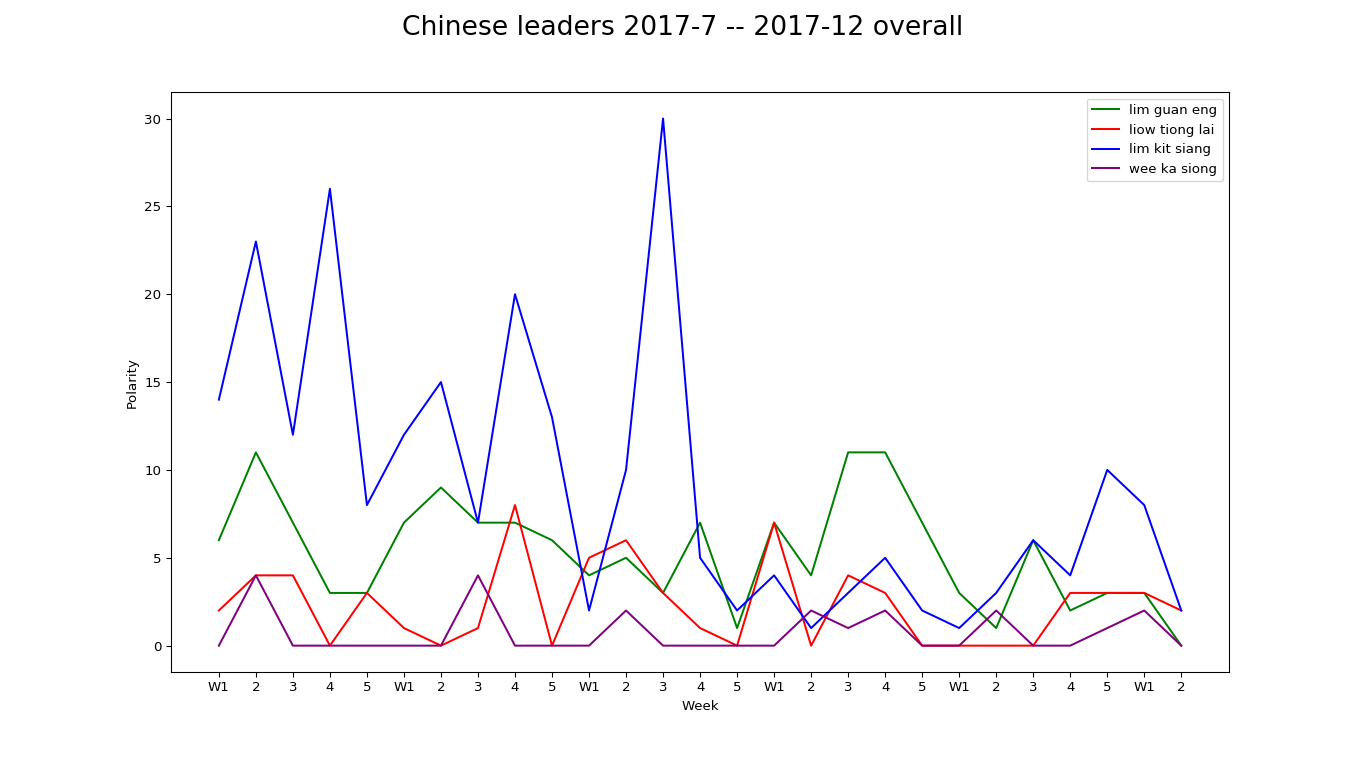 Chinese leaders 2017-7 -- 2017-12 overall
lim guan eng
liow tiong lai
lim kit siang
wee ka siong
30
25
20
15
10
5
0
Polarity
W1 2 3 4 5 W1 2 3 4 5 W1 2 3 4 5 W1 2 3 4 5 W1 2 3 4 5 W1 2
Week